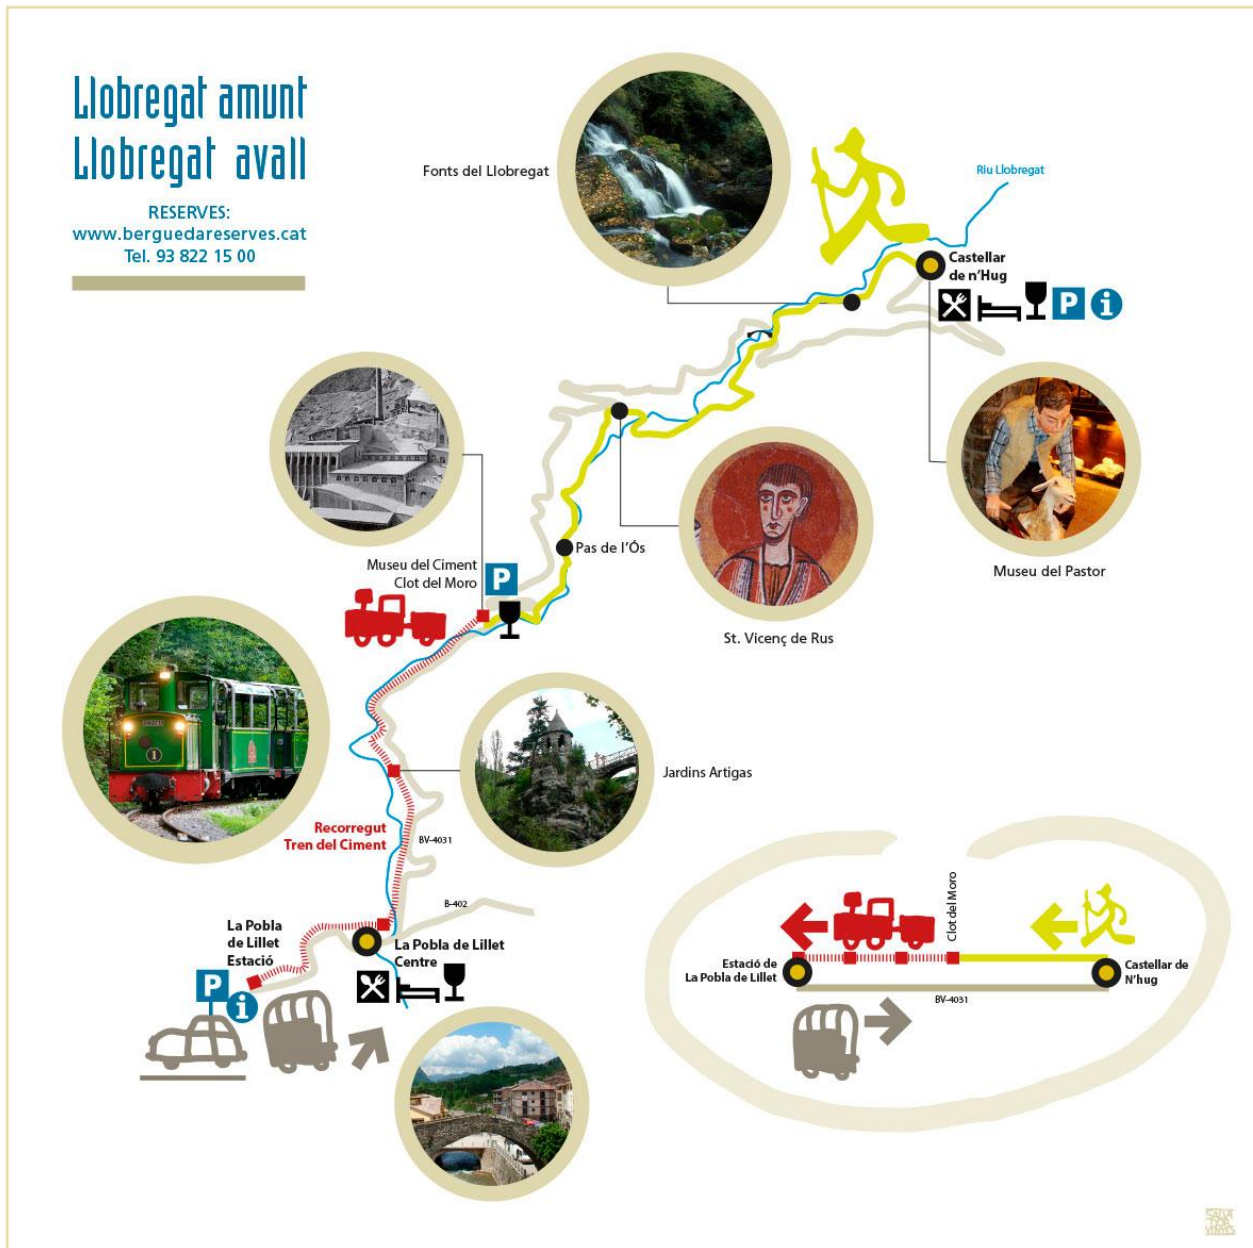 Llobregat amunt
Llobregat avall
RESERVES:
www.berguedareserves.cat
Tel. 93 822 15 00
Fonts del Llobregat
Riu Llobregat
Castellar
de n'Hug
P
i
Museu del Pastor
St. Vicenç de Rus
Pas de l'Ós
Museu del Ciment
Clot del Moro
P
1
Jardins Artigas
Recorregut
Tren del Ciment
BV-4031
B-402
La Pobla
de Lillet
Estació
P
i
La Pobla de Lillet
Centre
Clot del Moro
Estació de
La Pobla de Lillet
Castellar de
N'hug
BV-4031